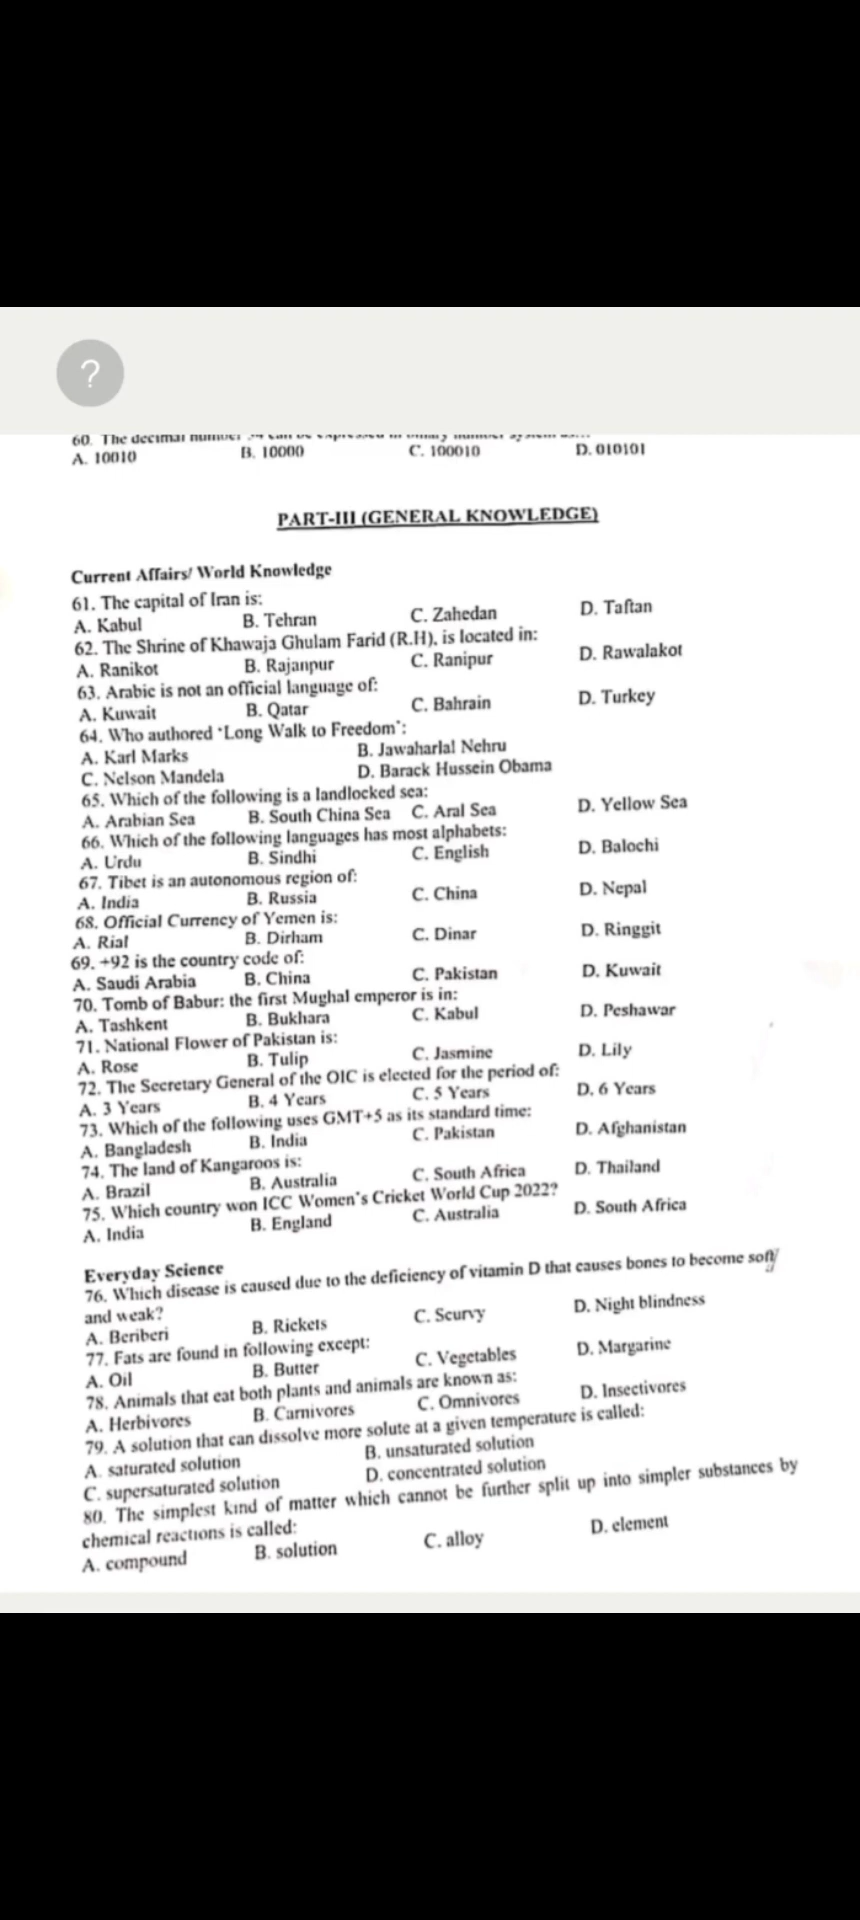 ?
60. The decimal number 34 can be expressed in binary number system as...
A. 10010 B. 10000 C. 100010 D. 010101
PART-III (GENERAL KNOWLEDGE)
Current Affairs/ World Knowledge
61. The capital of Iran is:
A. Kabul B. Tehran C. Zahedan D. Taftan
62. The Shrine of Khawaja Ghulam Farid (R.H), is located in:
A. Ranikot B. Rajanpur C. Ranipur D. Rawalakot
63. Arabic is not an official language of:
A. Kuwait B. Qatar C. Bahrain D. Turkey
64. Who authored 'Long Walk to Freedom':
A. Karl Marks B. Jawaharlal Nehru
C. Nelson Mandela D. Barack Hussein Obama
65. Which of the following is a landlocked sea:
A. Arabian Sea B. South China Sea C. Aral Sea D. Yellow Sea
66. Which of the following languages has most alphabets:
A. Urdu B. Sindhi C. English D. Balochi
67. Tibet is an autonomous region of:
A. India B. Russia C. China D. Nepal
68. Official Currency of Yemen is:
A. Rial B. Dirham C. Dinar D. Ringgit
69. +92 is the country code of:
A. Saudi Arabia B. China C. Pakistan D. Kuwait
70. Tomb of Babur: the first Mughal emperor is in:
A. Tashkent B. Bukhara C. Kabul D. Peshawar
71. National Flower of Pakistan is:
A. Rose B. Tulip C. Jasmine D. Lily
72. The Secretary General of the OIC is elected for the period of:
A. 3 Years B. 4 Years C. 5 Years D. 6 Years
73. Which of the following uses GMT+5 as its standard time:
A. Bangladesh B. India C. Pakistan D. Afghanistan
74. The land of Kangaroos is:
A. Brazil B. Australia C. South Africa D. Thailand
75. Which country won ICC Women's Cricket World Cup 2022?
A. India B. England C. Australia D. South Africa
Everyday Science
76. Which disease is caused due to the deficiency of vitamin D that causes bones to become soft
and weak?
A. Beriberi B. Rickets C. Scurvy D. Night blindness
77. Fats are found in following except:
A. Oil B. Butter C. Vegetables D. Margarine
78. Animals that eat both plants and animals are known as:
A. Herbivores B. Carnivores C. Omnivores D. Insectivores
79. A solution that can dissolve more solute at a given temperature is called:
A. saturated solution B. unsaturated solution
C. supersaturated solution D. concentrated solution
80. The simplest kind of matter which cannot be further split up into simpler substances by
chemical reactions is called:
A. compound B. solution C. alloy D. element